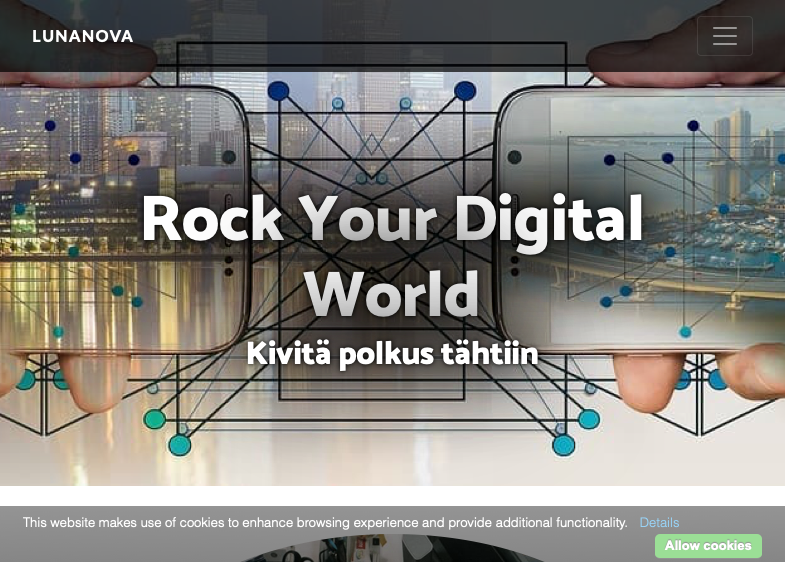 LUNANOVA
Rock Your Digital
World
Kivitä polkus tähtiin
This website makes use of cookies to enhance browsing experience and provide additional functionality. Details
Allow cookies